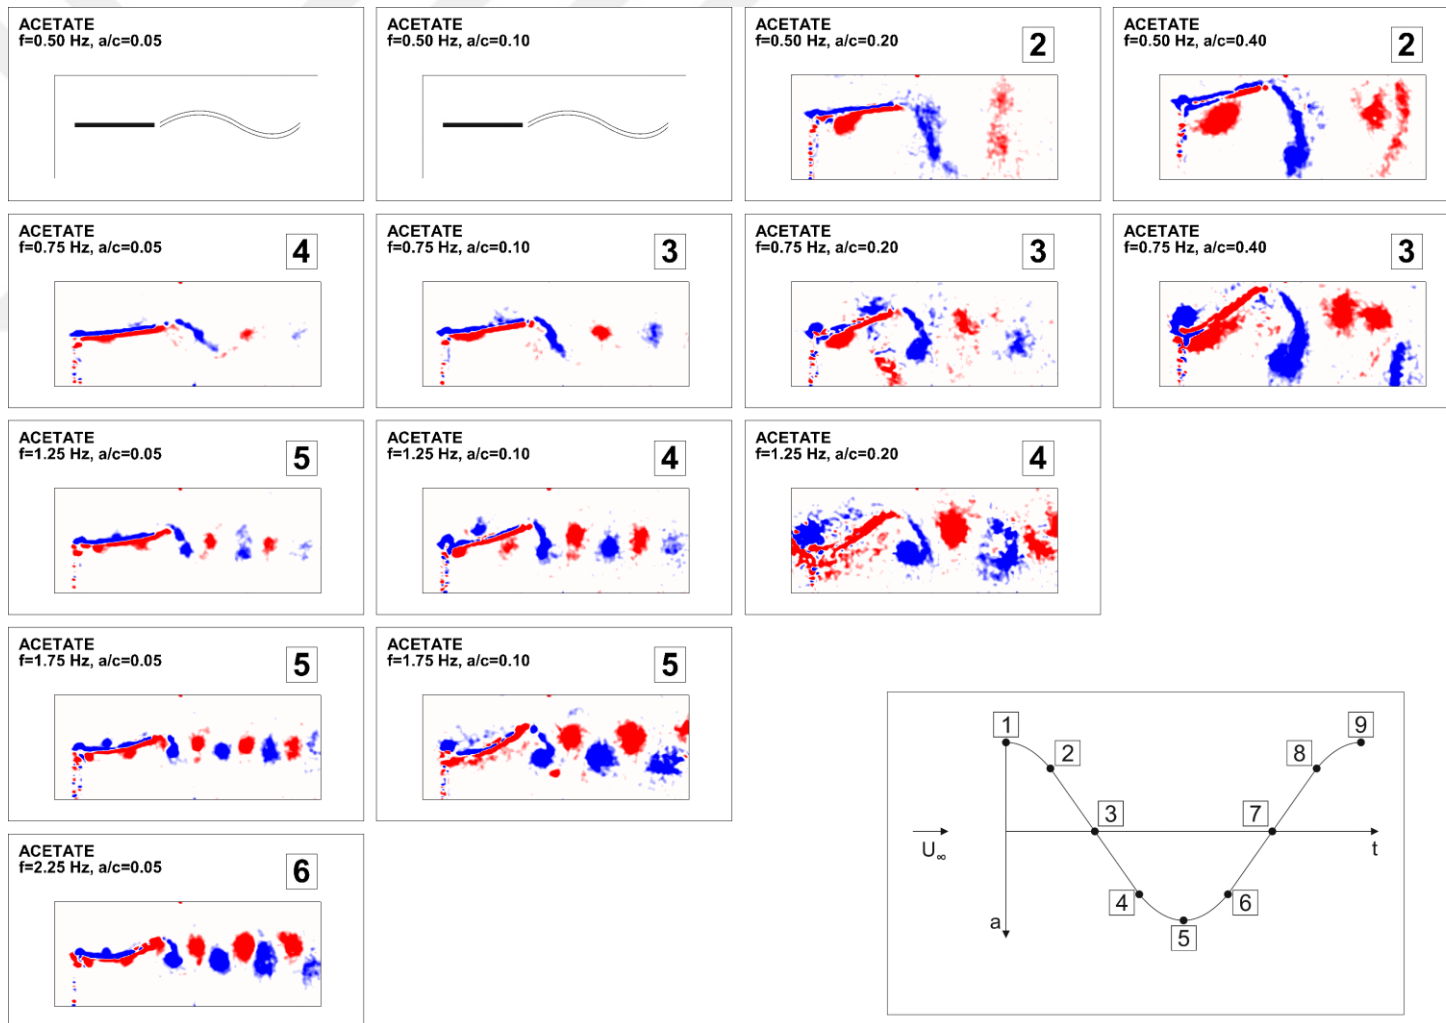 ACETATE
f=0.50 Hz, a/c=0.05
ACETATE
f=0.50 Hz, a/c=0.10
ACETATE
f=0.50 Hz, a/c=0.20
2
ACETATE
f=0.50 Hz, a/c=0.40
2
ACETATE
f=0.75 Hz, a/c=0.05
4
ACETATE
f=0.75 Hz, a/c=0.10
3
ACETATE
f=0.75 Hz, a/c=0.20
3
ACETATE
f=0.75 Hz, a/c=0.40
3
ACETATE
f=1.25 Hz, a/c=0.05
5
ACETATE
f=1.25 Hz, a/c=0.10
4
ACETATE
f=1.25 Hz, a/c=0.20
4
ACETATE
f=1.75 Hz, a/c=0.05
5
ACETATE
f=1.75 Hz, a/c=0.10
5
ACETATE
f=2.25 Hz, a/c=0.05
6
1
2
3
4
5
6
7
8
9
U∞
t
a